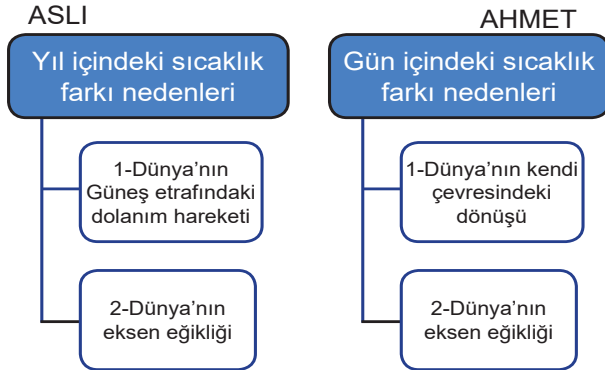 ASLI
Yıl içindeki sıcaklık
farkı nedenleri
1-Dünya’nın
Güneş etrafındaki
dolanım hareketi
2-Dünya’nın
eksen eğikliği
AHMET
Gün içindeki sıcaklık
farkı nedenleri
1-Dünya’nın kendi
çevresindeki
dönüşü
2-Dünya’nın
eksen eğikliği